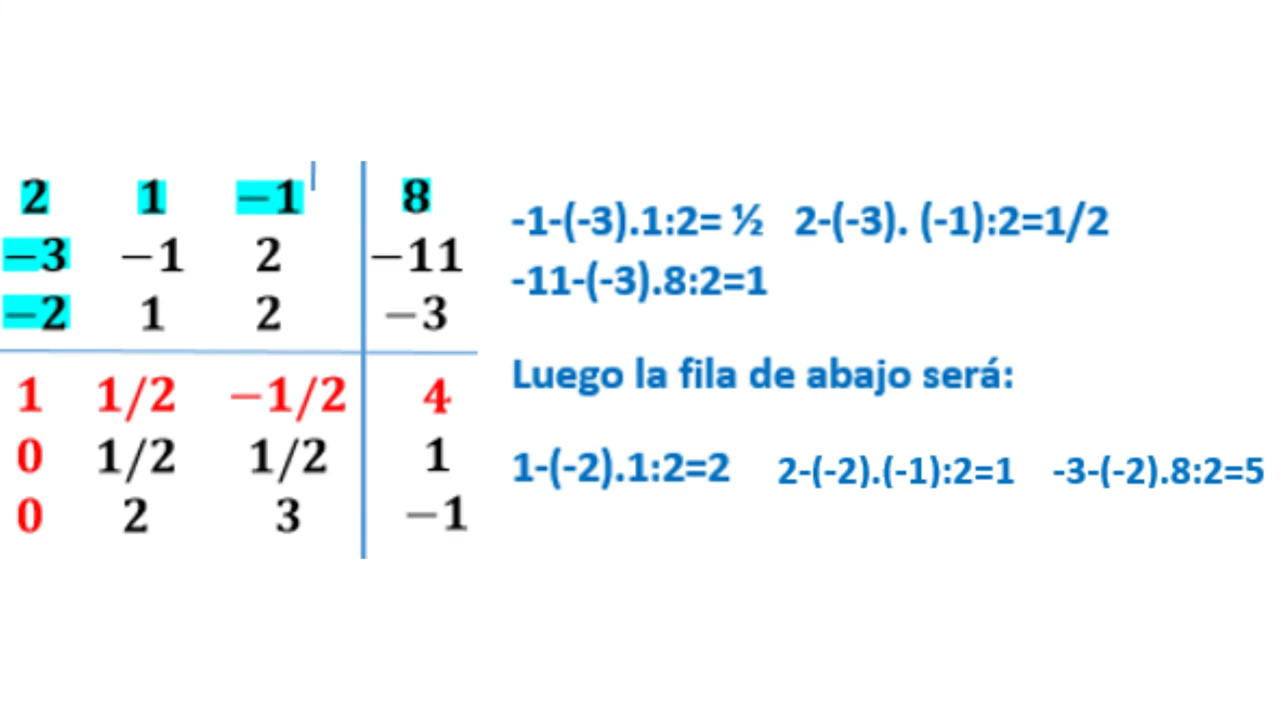 2 1 −1 8
−3 −1 2 −11
−2 1 2 −3
1 1/2 −1/2 4
0 1/2 1/2 1
0 2 3 −1
-1-(-3).1:2= ½ 2-(-3). (-1):2=1/2
-11-(-3).8:2=1
Luego la fila de abajo será:
1-(-2).1:2=2 2-(-2).(-1):2=1 -3-(-2).8:2=5